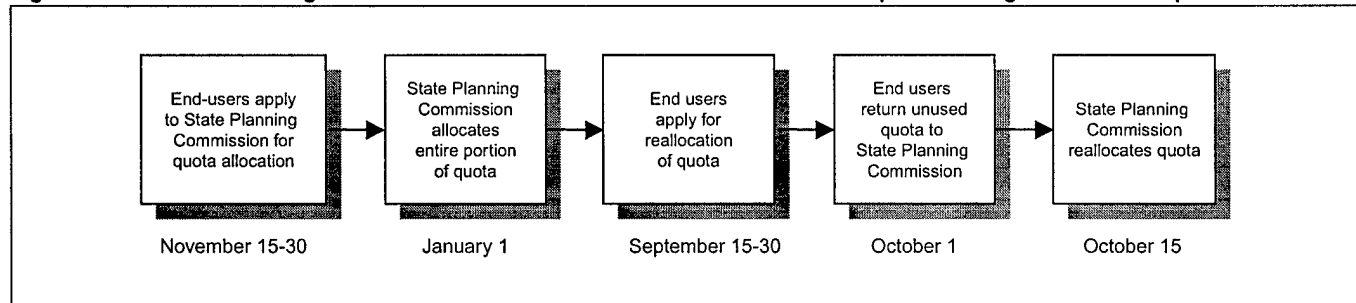 End-users apply
to State Planning
Commission for
quota allocation
State Planning
Commission
allocates
entire portion
of quota
End users
apply for
reallocation
of quota
End users
return unused
quota to
State Planning
Commission
State Planning
Commission
reallocates quota
November 15-30
January 1
September 15-30
October 1
October 15